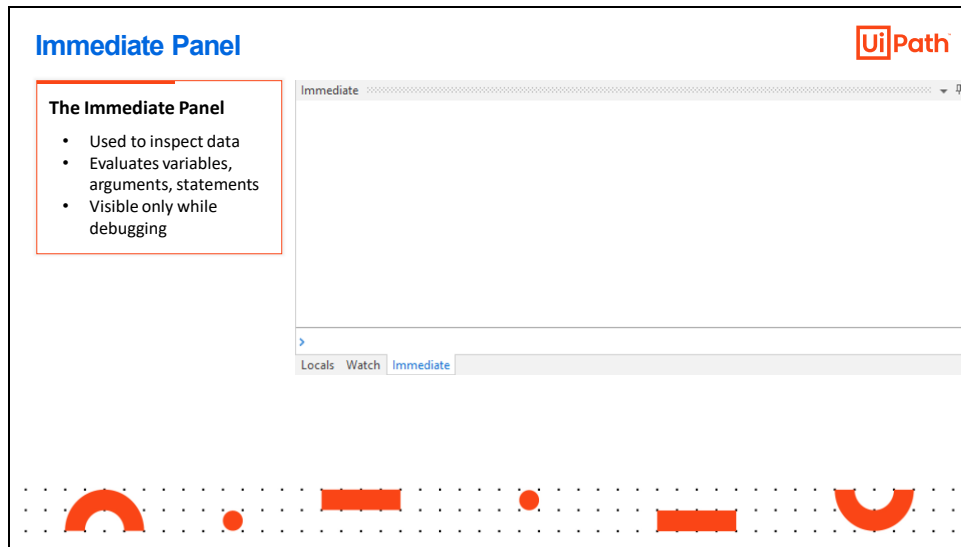 Immediate Panel
UiPath
The Immediate Panel
• Used to inspect data
• Evaluates variables,
arguments, statements
• Visible only while
debugging
Immediate
>
Locals Watch Immediate